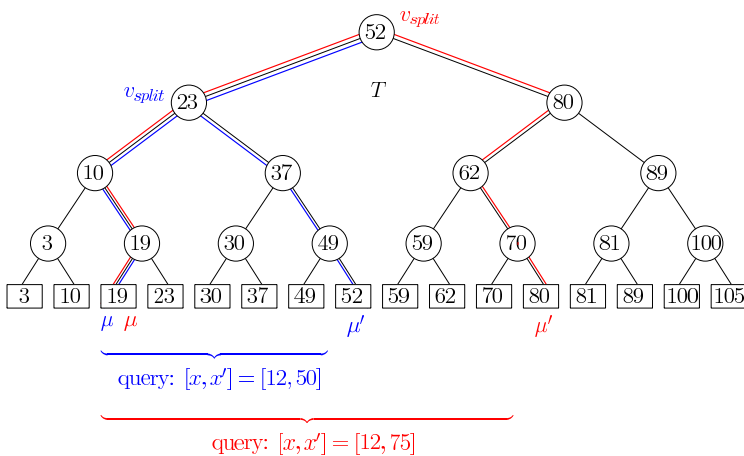 52 v_split
v_split 23 T 80
10 37 62 89
3 19 30 49 59 70 81 100
3 10 19 23 30 37 49 52 59 62 70 80 81 89 100 105
μ μ μ′ μ′
query: [x, x′] = [12, 50]
query: [x, x′] = [12, 75]